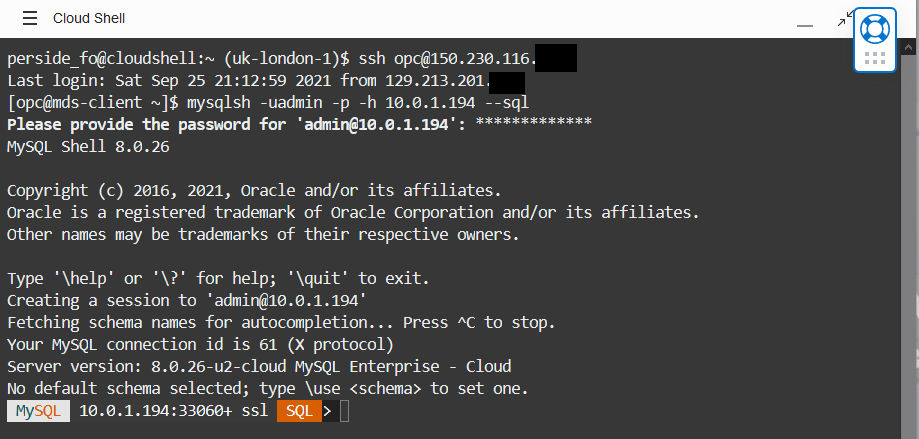 Cloud Shell
perside_fo@cloudshell:~ (uk-london-1)$ ssh opc@150.230.116.
Last login: Sat Sep 25 21:12:59 2021 from 129.213.201.
[opc@mds-client ~]$ mysqlsh -uadmin -p -h 10.0.1.194 --sql
Please provide the password for 'admin@10.0.1.194': *************
MySQL Shell 8.0.26
Copyright (c) 2016, 2021, Oracle and/or its affiliates.
Oracle is a registered trademark of Oracle Corporation and/or its affiliates.
Other names may be trademarks of their respective owners.
Type '\help' or '\?' for help; '\quit' to exit.
Creating a session to 'admin@10.0.1.194'
Fetching schema names for autocompletion... Press ^C to stop.
Your MySQL connection id is 61 (X protocol)
Server version: 8.0.26-u2-cloud MySQL Enterprise - Cloud
No default schema selected; type \use <schema> to set one.
MySQL 10.0.1.194:33060+ ssl SQL >